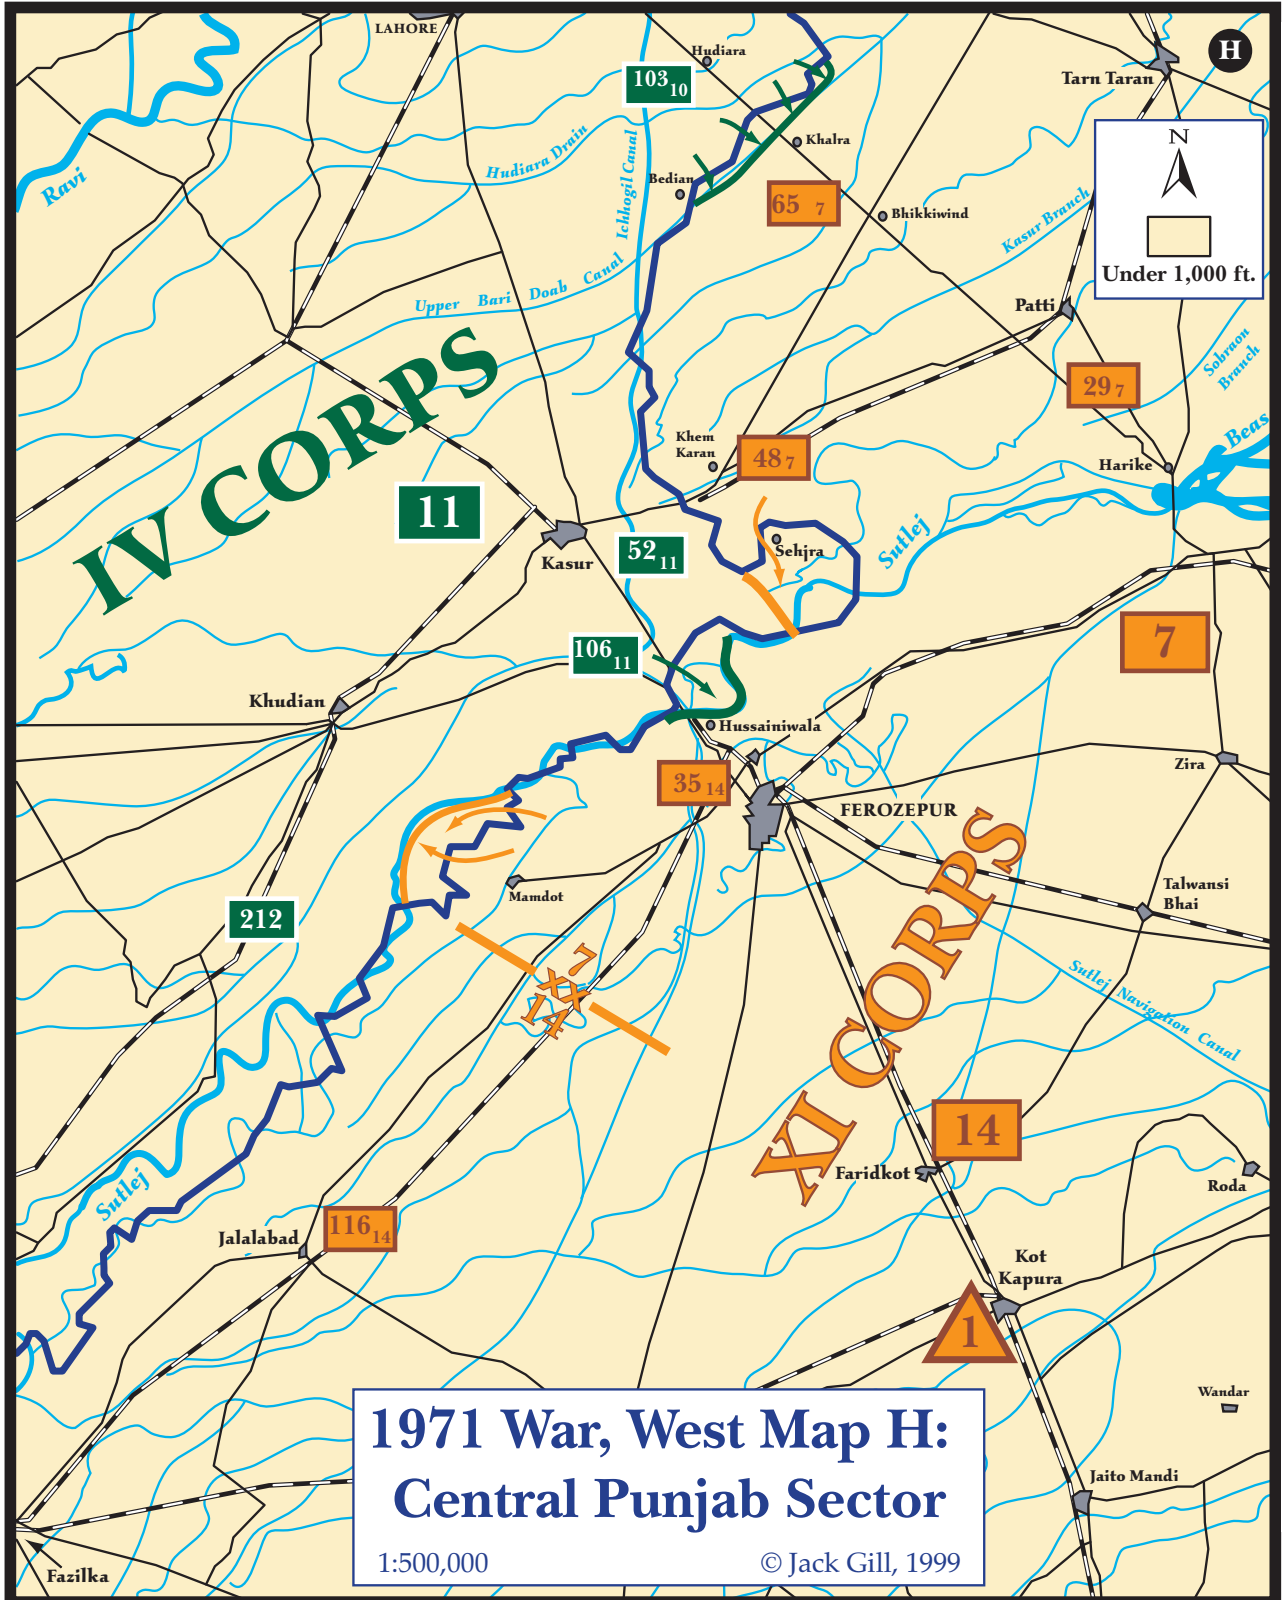 LAHORE
Hudiara
H
Tarn Taran
103 10
N
Under 1,000 ft.
Hudiara Drain
Ichhogil Canal
Khalra
Ravi
Bedian
65 7
Bhikkiwind
Kasur Branch
Upper Bari Doab Canal
Patti
Sobraon
Branch
IV CORPS
29 7
Beas
Khem
Karan
48 7
Harike
11
Kasur
52 11
Sehjra
Sutlej
106 11
7
Khudian
Hussainiwala
Zira
35 14
FEROZEPUR
Mamdot
Talwansi
Bhai
212
7
XX
14
XI CORPS
Sutlej Navigation Canal
14
Faridkot
Roda
Sutlej
Jalalabad
116 14
Kot
Kapura
1
Wandar
1971 War, West Map H:
Central Punjab Sector
1:500,000
© Jack Gill, 1999
Jaito Mandi
Fazilka